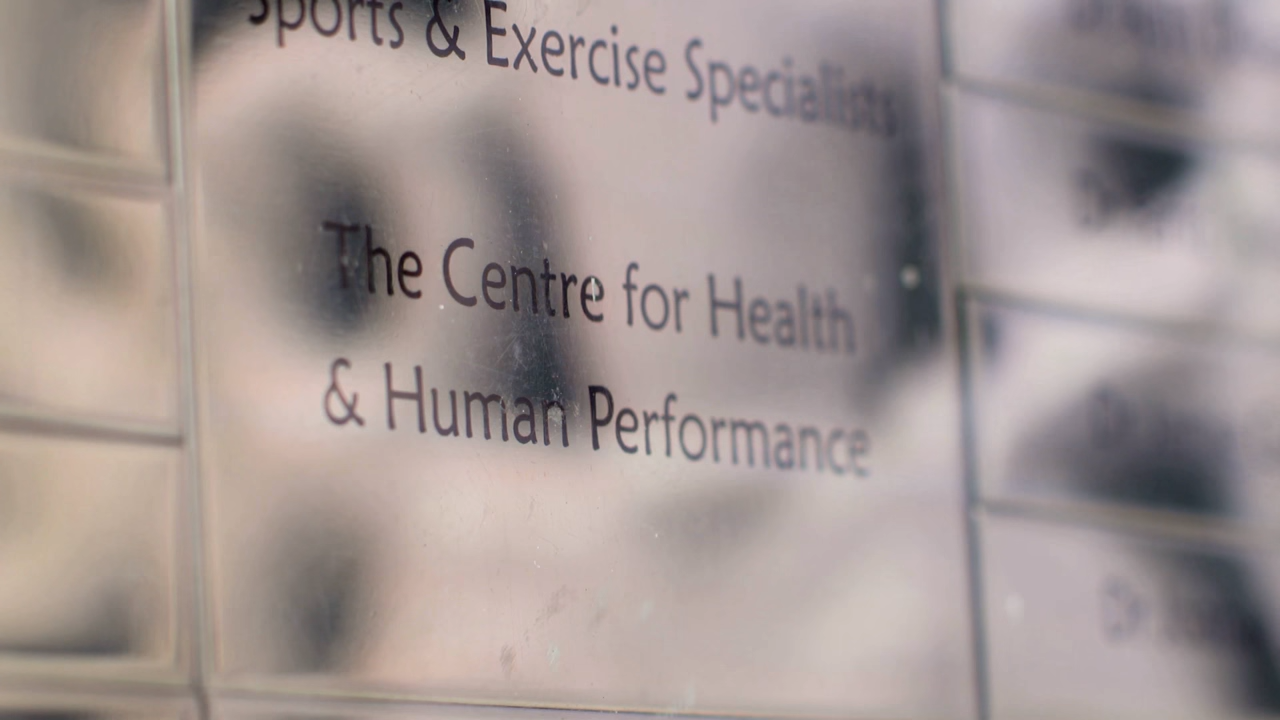 Sports & Exercise Specialists
The Centre for Health
& Human Performance